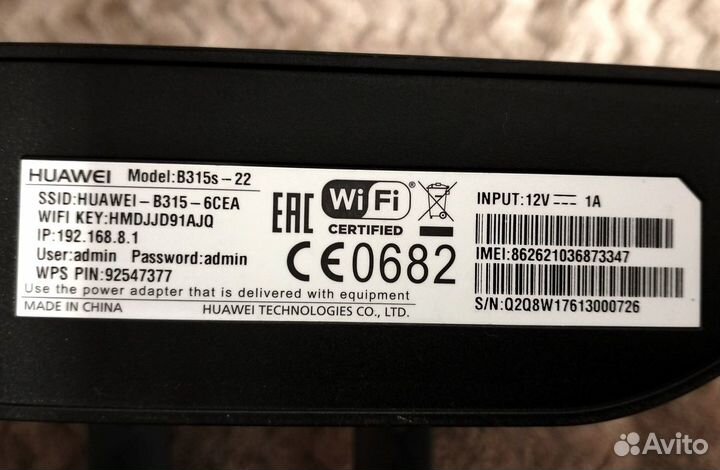 HUAWEI Model:B315s-22
SSID:HUAWEI-B315-6CEA
WIFI KEY:HMDJJD91AJQ
IP:192.168.8.1
User:admin Password:admin
WPS PIN:92547377
Use the power adapter that is delivered with equipment
MADE IN CHINA HUAWEI TECHNOLOGIES CO., LTD.
EAC
Wi Fi
CERTIFIED
CE0682
INPUT:12V 1A
IMEI:862621036873347
S/N:Q2Q8W17613000726
Avito